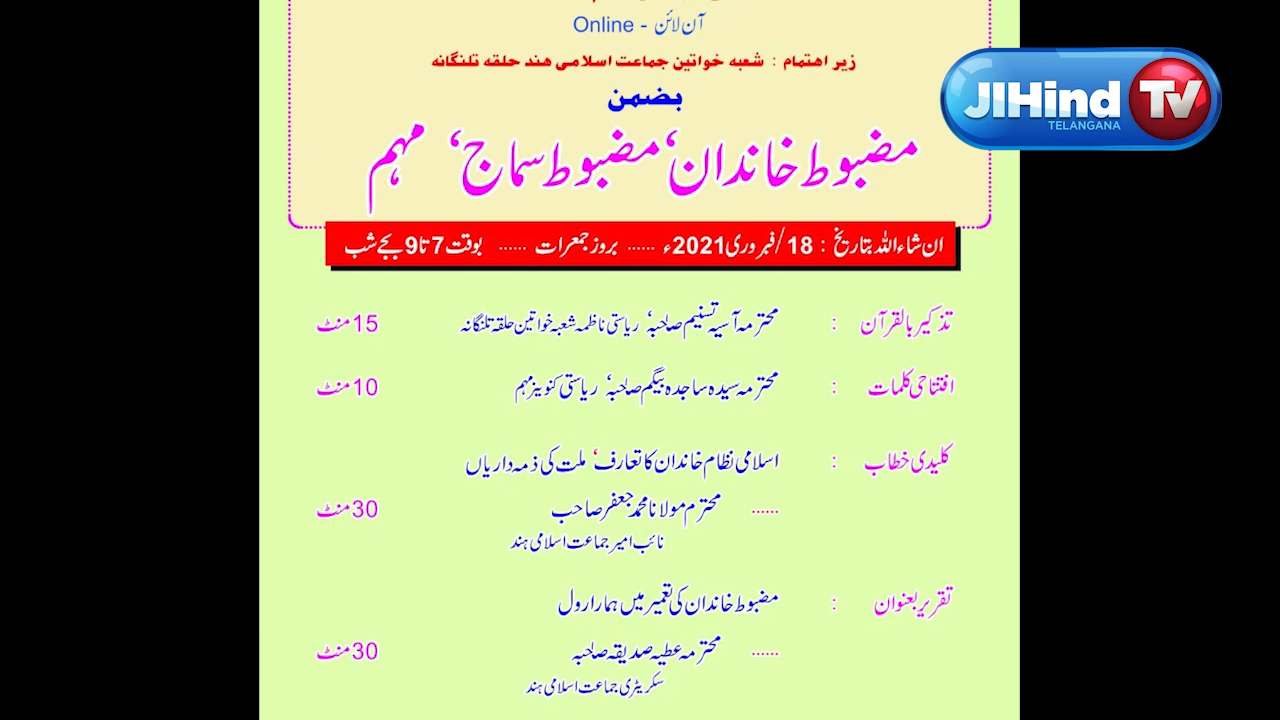 آن لائن - Online
زیر اهتمام : شعبہ خواتین جماعت اسلامی هند حلقہ تلنگانہ
JIHind TV
TELANGANA
بضمن
مضبوط خاندان‘ مضبوط سماج‘ مہم
ان شاء اللہ بتاریخ : 18/فبروری 2021ء ...... بروز جمعرات ...... بوقت 7 تا 9 بجے شب
تذکیر بالقرآن : محترمہ آسیہ تسنیم صاحبہ‘ ریاستی ناظمہ شعبہ خواتین حلقہ تلنگانہ 15 منٹ
افتتاحی کلمات : محترمہ سیدہ ساجدہ بیگم صاحبہ‘ ریاستی کنوینر مہم 10 منٹ
کلیدی خطاب : اسلامی نظام خاندان کا تعارف‘ ملت کی ذمہ داریاں
...... محترم مولانا محمد جعفر صاحب 30 منٹ
نائب امیر جماعت اسلامی ہند
تقریر بعنوان : مضبوط خاندان کی تعمیر میں ہمارا رول
...... محترمہ عطیہ صدیقہ صاحبہ 30 منٹ
سکریٹری جماعت اسلامی ہند